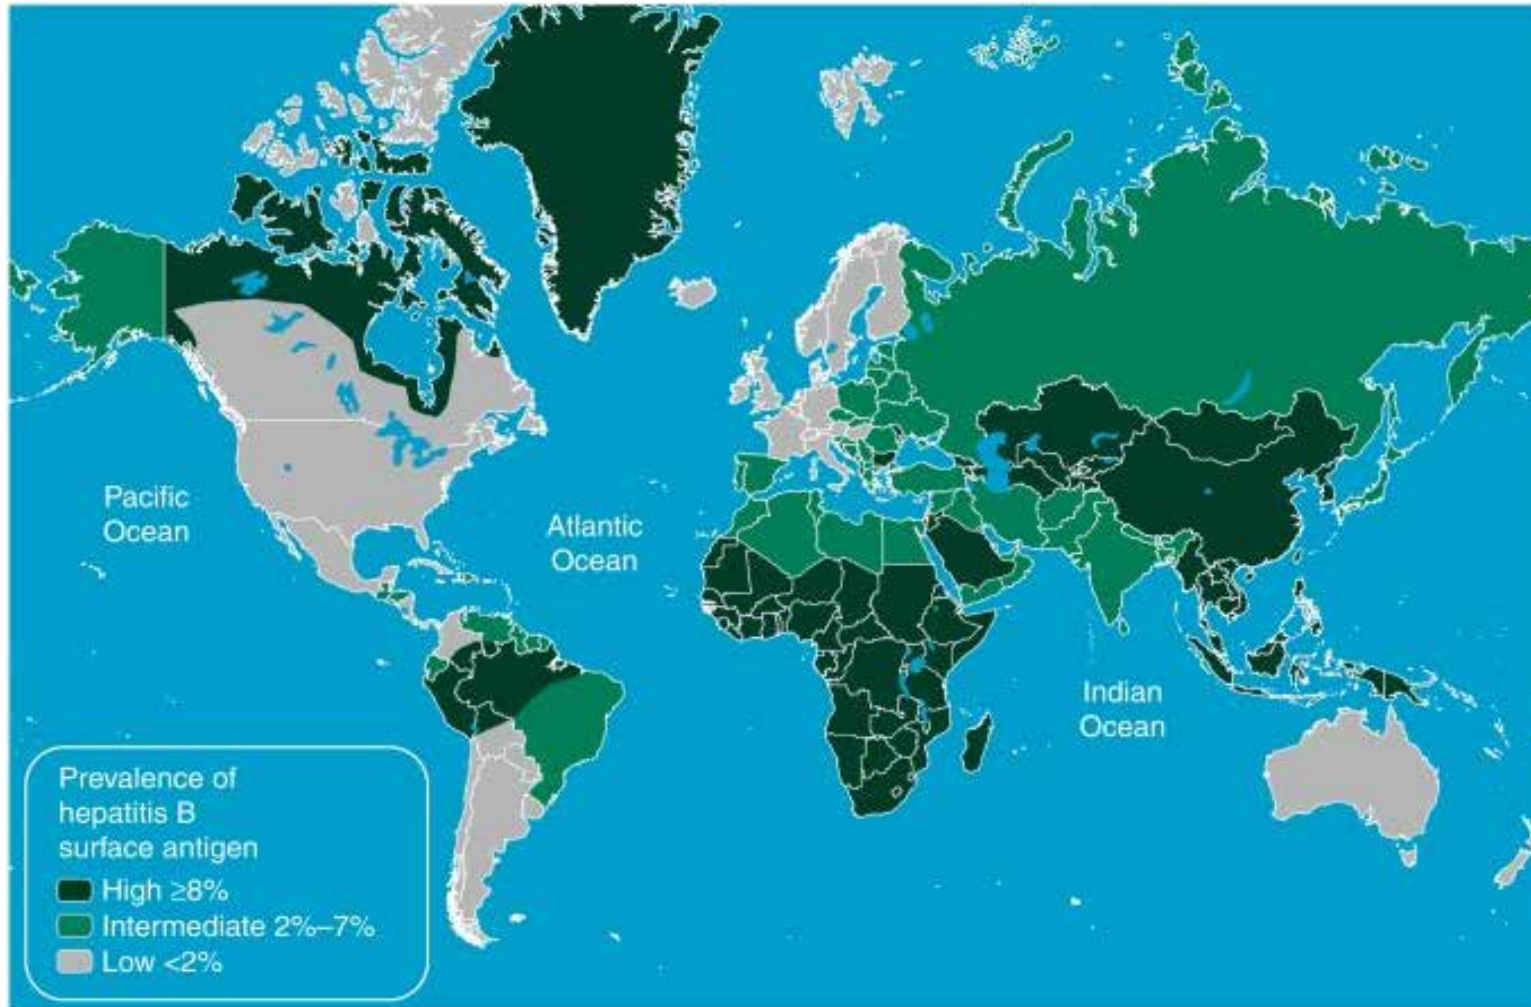 Pacific
Ocean
Atlantic
Ocean
Indian
Ocean
Prevalence of
hepatitis B
surface antigen
High ≥8%
Intermediate 2%–7%
Low <2%